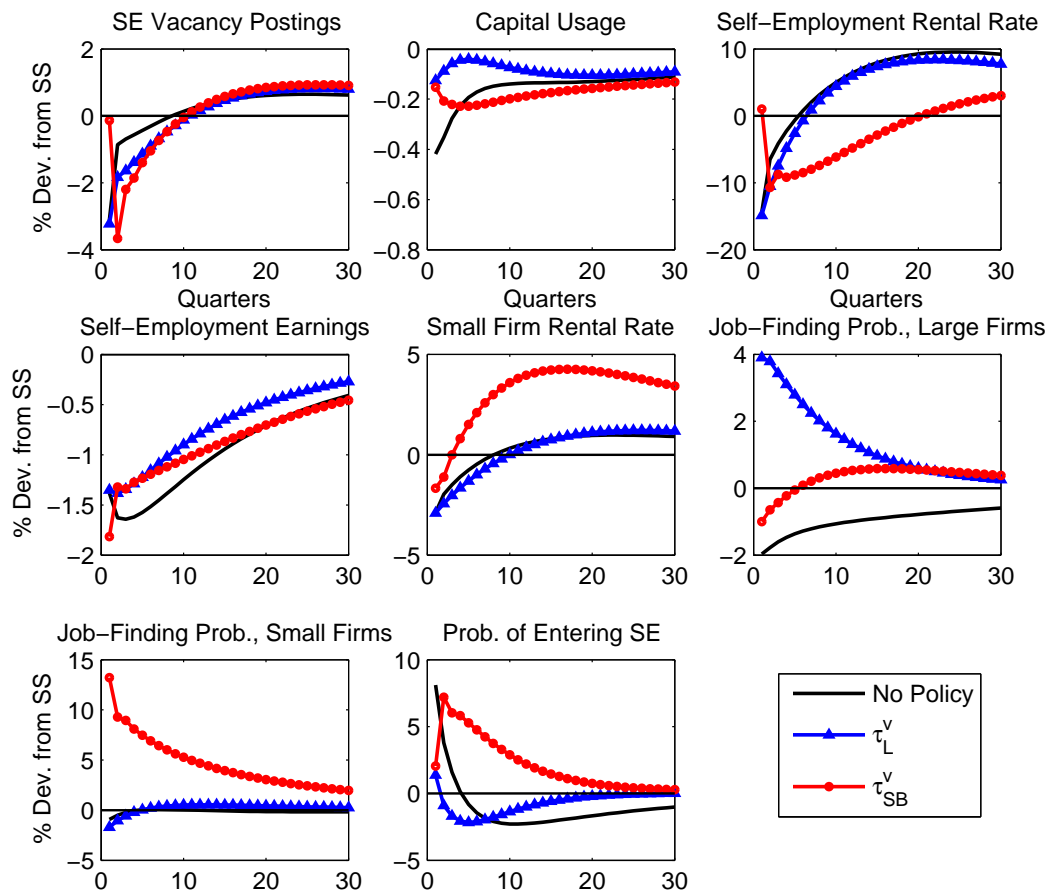 SE Vacancy Postings
Capital Usage
Self−Employment Rental Rate
% Dev. from SS
2
0
−2
−4
0 10 20 30
Quarters
0
−0.2
−0.4
−0.6
−0.8
0 10 20 30
Quarters
10
0
−10
−20
0 10 20 30
Self−Employment Earnings
Small Firm Rental Rate
Job−Finding Prob., Large Firms
% Dev. from SS
0
−0.5
−1
−1.5
−2
0 10 20 30
5
0
−5
0 10 20 30
4
2
0
−2
0 10 20 30
Job−Finding Prob., Small Firms
Prob. of Entering SE
% Dev. from SS
15
10
5
0
−5
0 10 20 30
10
5
0
−5
0 10 20 30
No Policy
τ_L^v
τ_SB^v